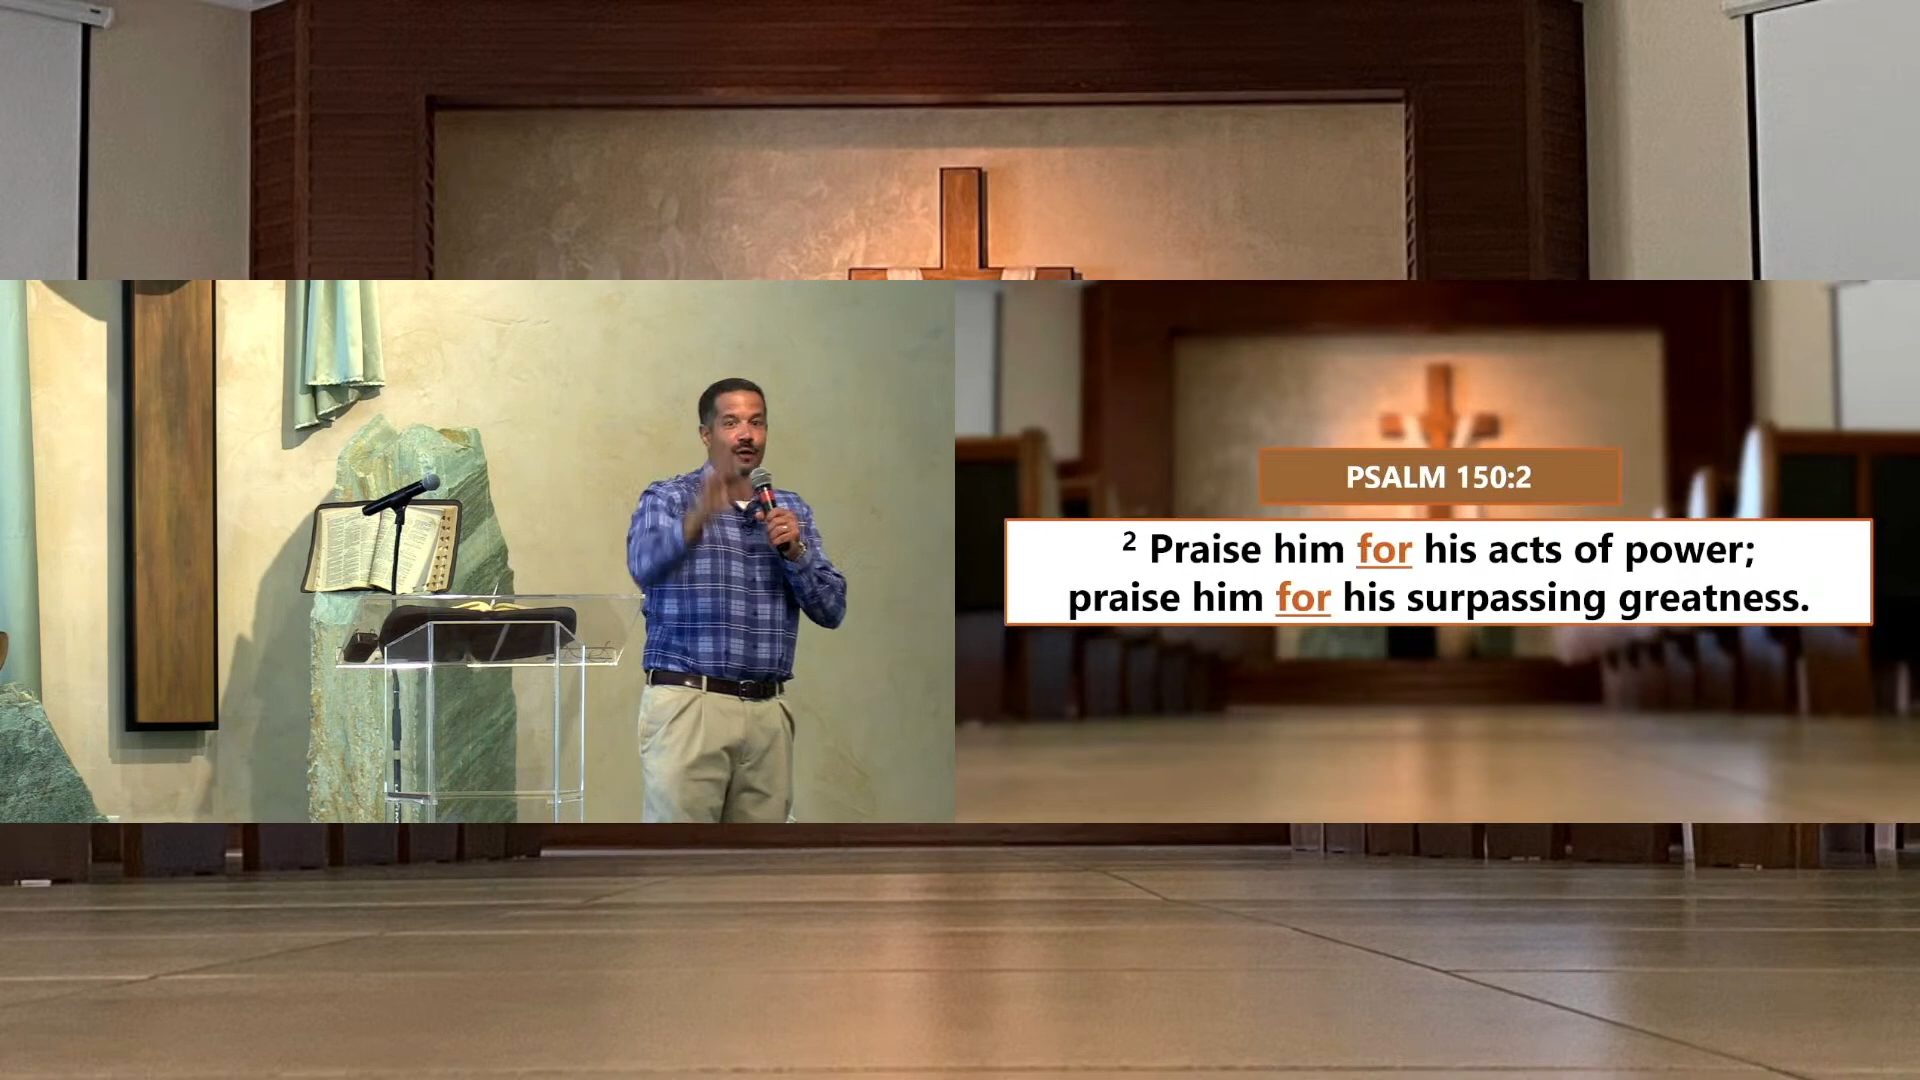 PSALM 150:2
2 Praise him for his acts of power;
praise him for his surpassing greatness.